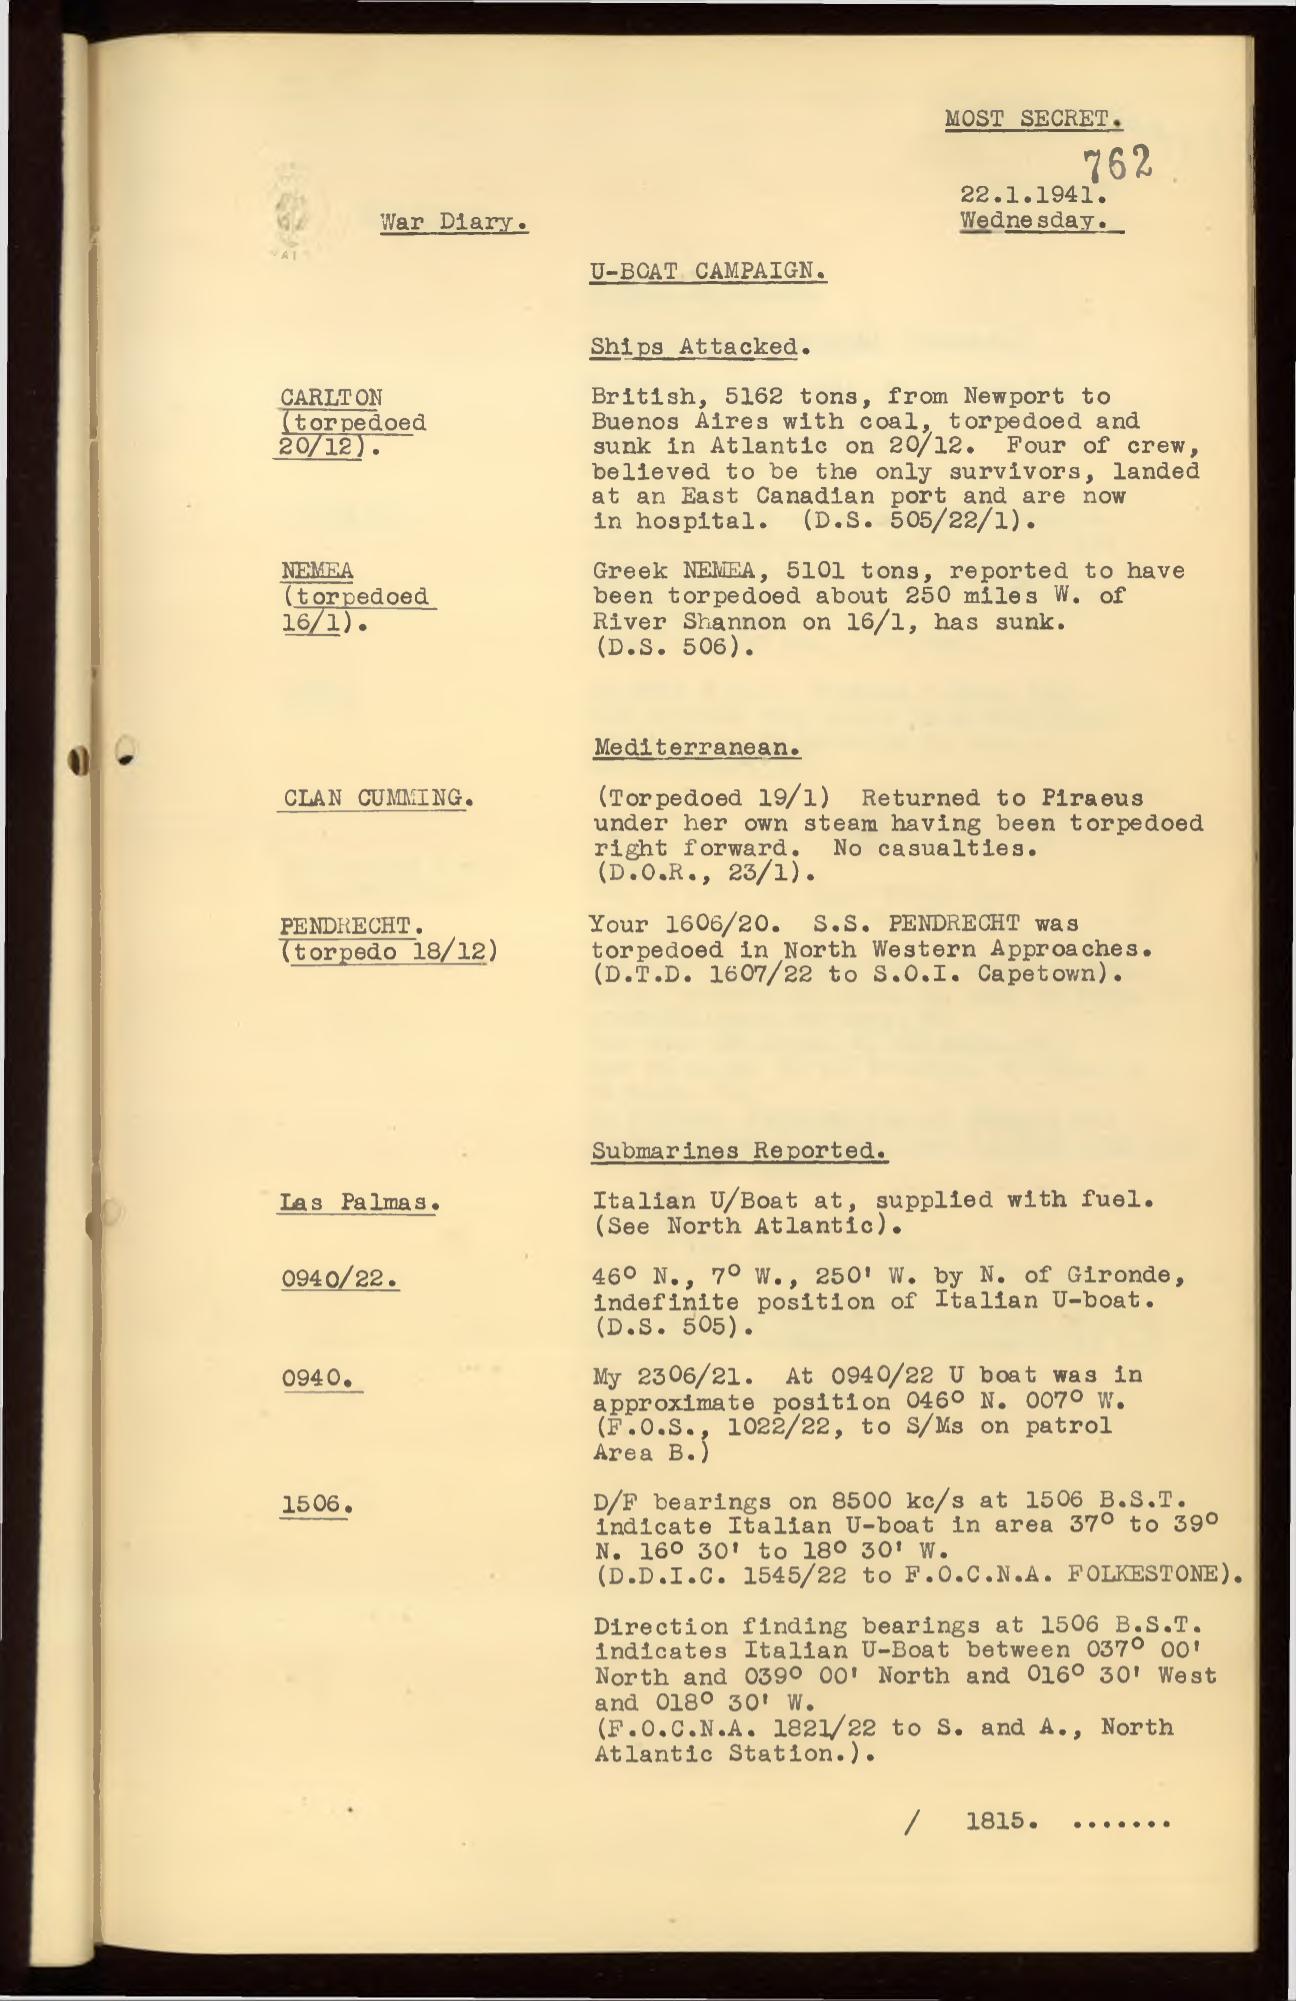 MOST SECRET.
762
22.1.1941.
War Diary.
Wednesday.
U-BOAT CAMPAIGN.
Ships Attacked.
CARLTON
(torpedoed
20/12).
British, 5162 tons, from Newport to
Buenos Aires with coal, torpedoed and
sunk in Atlantic on 20/12. Four of crew,
believed to be the only survivors, landed
at an East Canadian port and are now
in hospital. (D.S. 505/22/1).
NEMEA
(torpedoed
16/1).
Greek NEMEA, 5101 tons, reported to have
been torpedoed about 250 miles W. of
River Shannon on 16/1, has sunk.
(D.S. 506).
Mediterranean.
CLAN CUMMING.
(Torpedoed 19/1) Returned to Piraeus
under her own steam having been torpedoed
right forward. No casualties.
(D.O.R., 23/1).
PENDRECHT.
(torpedo 18/12)
Your 1606/20. S.S. PENDRECHT was
torpedoed in North Western Approaches.
(D.T.D. 1607/22 to S.O.I. Capetown).
Submarines Reported.
Las Palmas.
Italian U/Boat at, supplied with fuel.
(See North Atlantic).
0940/22.
46° N., 7° W., 250' W. by N. of Gironde,
indefinite position of Italian U-boat.
(D.S. 505).
0940.
My 2306/21. At 0940/22 U boat was in
approximate position 046° N. 007° W.
(F.O.S., 1022/22, to S/Ms on patrol
Area B.)
1506.
D/F bearings on 8500 kc/s at 1506 B.S.T.
indicate Italian U-boat in area 37° to 39°
N. 16° 30' to 18° 30' W.
(D.D.I.C. 1545/22 to F.O.C.N.A. FOLKESTONE).
Direction finding bearings at 1506 B.S.T.
indicates Italian U-Boat between 037° 00'
North and 039° 00' North and 016° 30' West
and 018° 30' W.
(F.O.C.N.A. 1821/22 to S. and A., North
Atlantic Station.).
/ 1815. .......